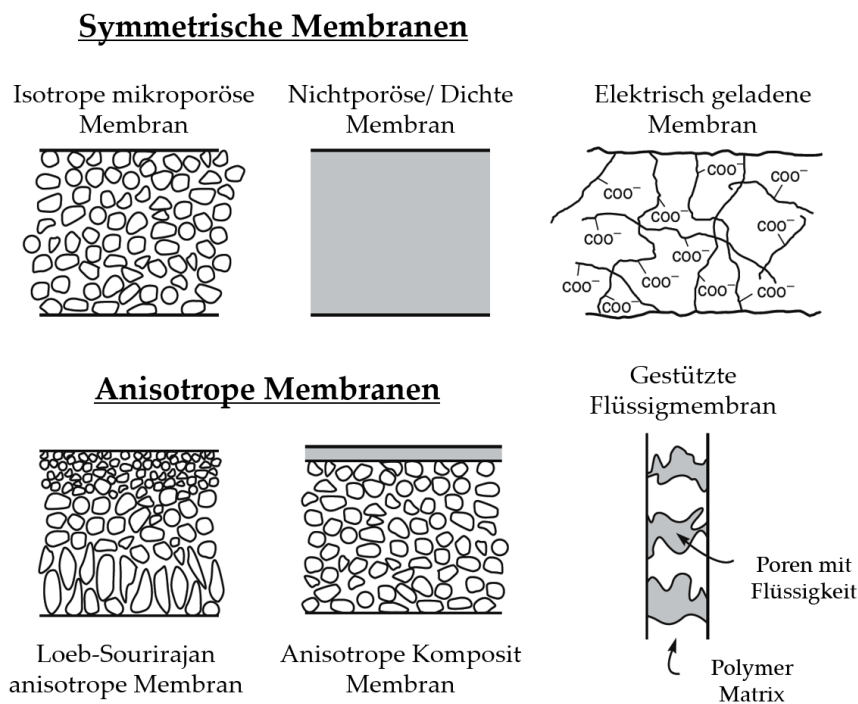 Symmetrische Membranen
Isotrope mikroporöse
Membran
Nichtporöse/ Dichte
Membran
Elektrisch geladene
Membran
COO⁻
COO⁻
COO⁻
COO⁻
COO⁻
COO⁻
COO⁻
COO⁻
COO⁻
COO⁻
COO⁻
COO⁻
Anisotrope Membranen
Gestützte
Flüssigmembran
Poren mit
Flüssigkeit
Loeb-Sourirajan
anisotrope Membran
Anisotrope Komposit
Membran
Polymer
Matrix